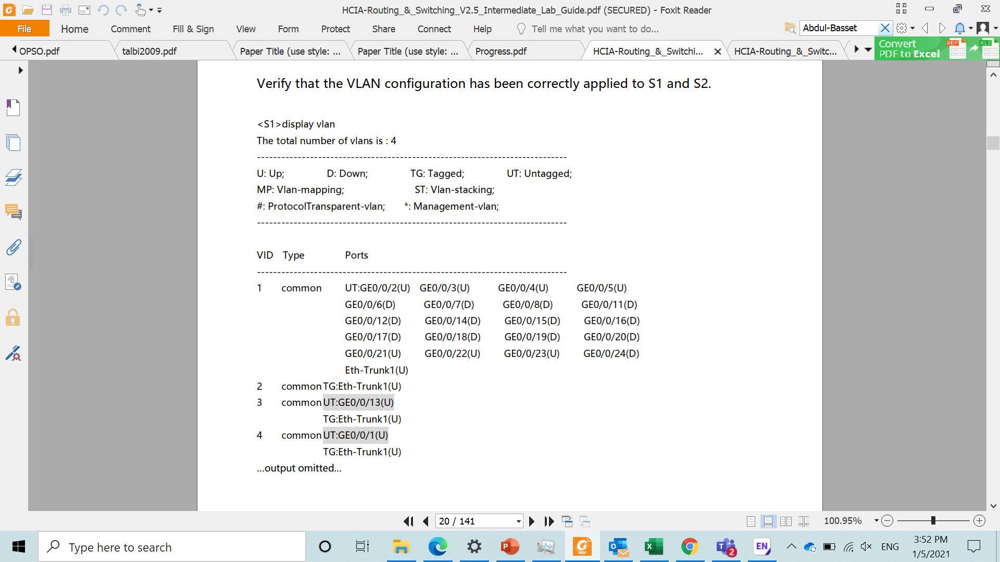 HCIA-Routing_&_Switching_V2.5_Intermediate_Lab_Guide.pdf (SECURED) - Foxit Reader
File Home Comment Fill & Sign View Form Protect Share Connect Help Tell me what you want to do... Abdul-Basset
OPSO.pdf talbi2009.pdf Paper Title (use style: ... Paper Title (use style: ... Progress.pdf HCIA-Routing_&_Switchi... HCIA-Routing_&_Switc... Convert PDF to Excel PDF XLS
Verify that the VLAN configuration has been correctly applied to S1 and S2.
<S1>display vlan
The total number of vlans is : 4
--------------------------------------------------------------------------------
U: Up; D: Down; TG: Tagged; UT: Untagged;
MP: Vlan-mapping; ST: Vlan-stacking;
#: ProtocolTransparent-vlan; *: Management-vlan;
--------------------------------------------------------------------------------
VID Type Ports
--------------------------------------------------------------------------------
1 common UT:GE0/0/2(U) GE0/0/3(U) GE0/0/4(U) GE0/0/5(U)
GE0/0/6(D) GE0/0/7(D) GE0/0/8(D) GE0/0/11(D)
GE0/0/12(D) GE0/0/14(D) GE0/0/15(D) GE0/0/16(D)
GE0/0/17(D) GE0/0/18(D) GE0/0/19(D) GE0/0/20(D)
GE0/0/21(U) GE0/0/22(U) GE0/0/23(U) GE0/0/24(D)
Eth-Trunk1(U)
2 common TG:Eth-Trunk1(U)
3 common UT:GE0/0/13(U)
TG:Eth-Trunk1(U)
4 common UT:GE0/0/1(U)
TG:Eth-Trunk1(U)
...output omitted...
20 / 141 100.95%
Type here to search ENG 3:52 PM
1/5/2021